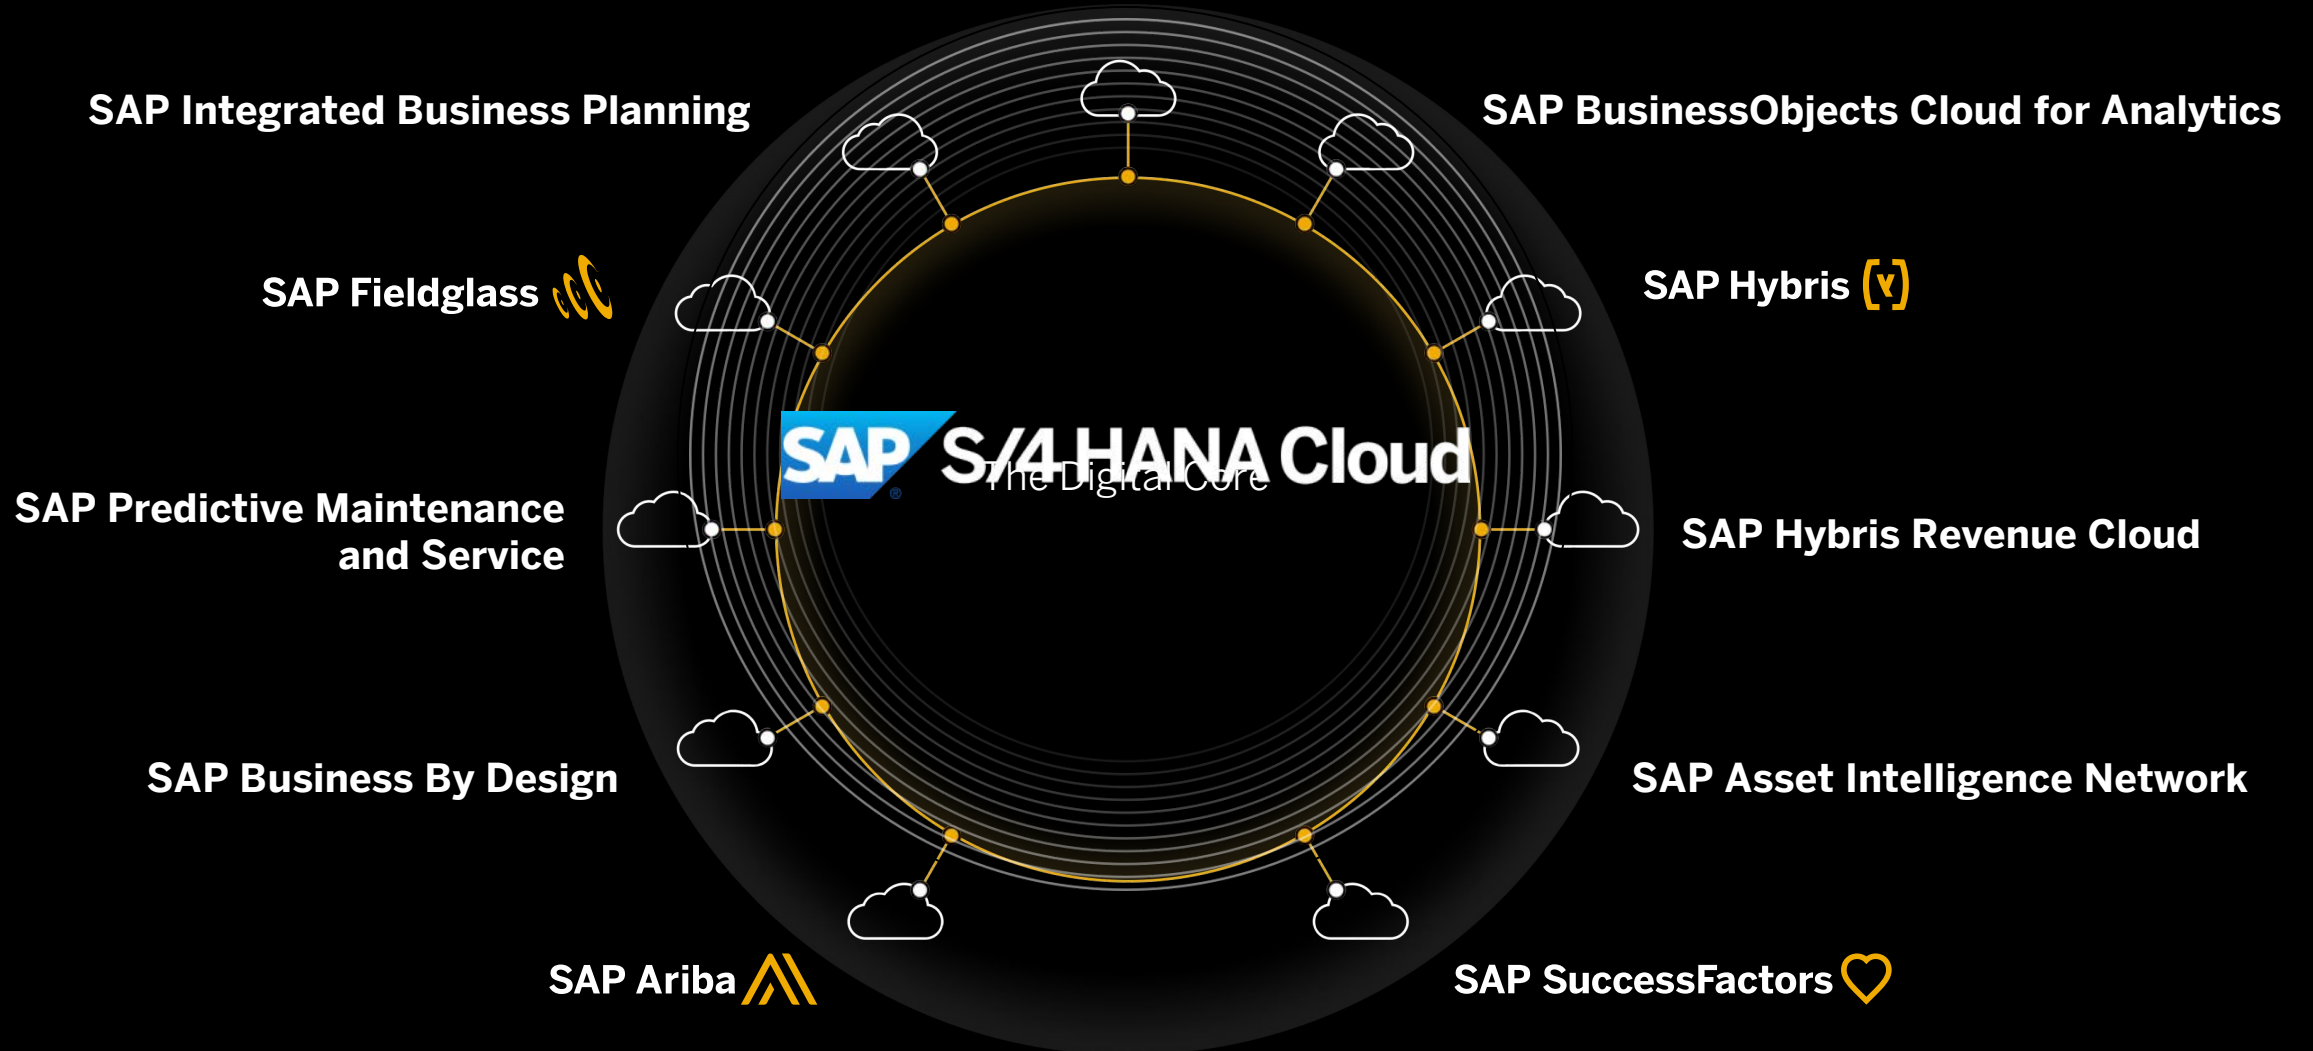 SAP Integrated Business Planning
SAP BusinessObjects Cloud for Analytics
SAP Fieldglass
SAP Hybris
SAP® S/4HANA Cloud
The Digital Core
SAP Predictive Maintenance
and Service
SAP Hybris Revenue Cloud
SAP Business By Design
SAP Asset Intelligence Network
SAP Ariba
SAP SuccessFactors